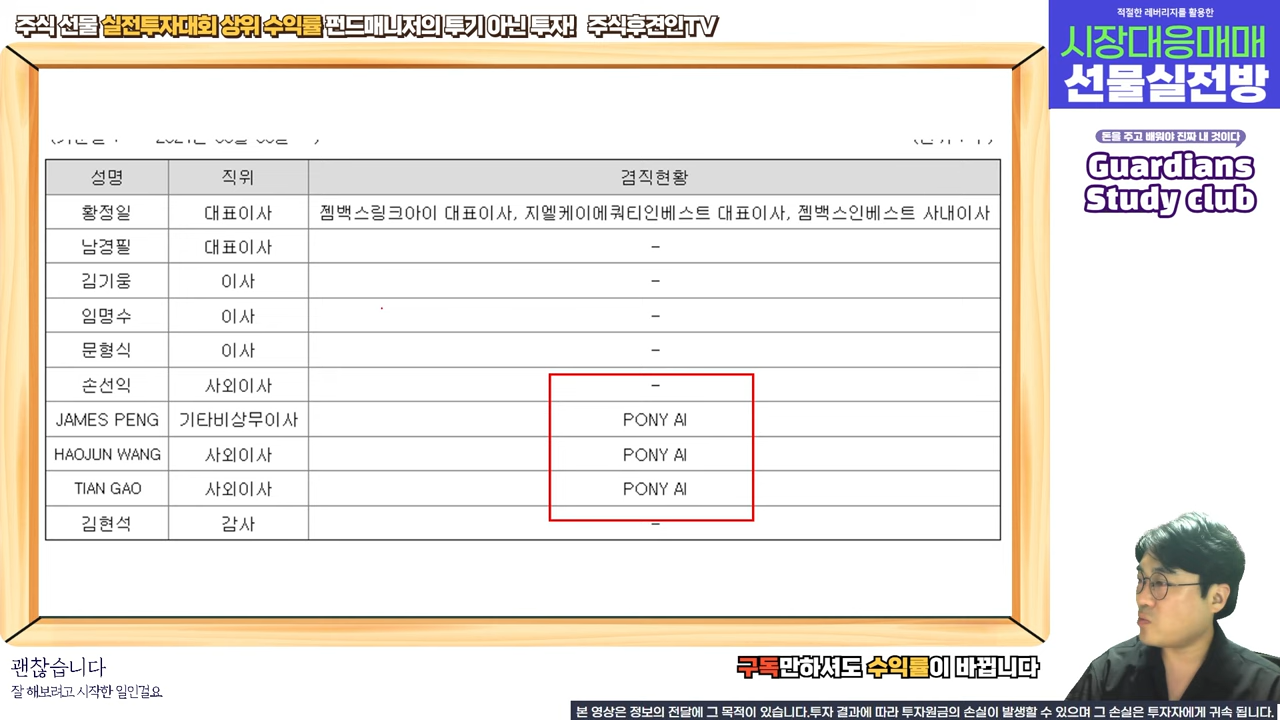 주식 선물 실전투자대회 상위 수익률 펀드매니저의 투기 아닌 투자! 주식후견인TV
적절한 레버리지를 활용한
시장대응매매
선물실전방
돈을 주고 배워야 진짜 내 것이다
Guardians
Study club
성명 직위 겸직현황
황정일 대표이사 젬백스링크아이 대표이사, 지엘케이에쿼티인베스트 대표이사, 젬백스인베스트 사내이사
남경필 대표이사 -
김기웅 이사 -
임명수 이사 -
문형식 이사 -
손선익 사외이사 -
JAMES PENG 기타비상무이사 PONY AI
HAOJUN WANG 사외이사 PONY AI
TIAN GAO 사외이사 PONY AI
김현석 감사 -
괜찮습니다
잘 해보려고 시작한 일인걸요
구독만하셔도 수익률이 바뀝니다
본 영상은 정보의 전달에 그 목적이 있습니다.투자 결과에 따라 투자원금의 손실이 발생할 수 있으며 그 손실은 투자자에게 귀속 됩니다.